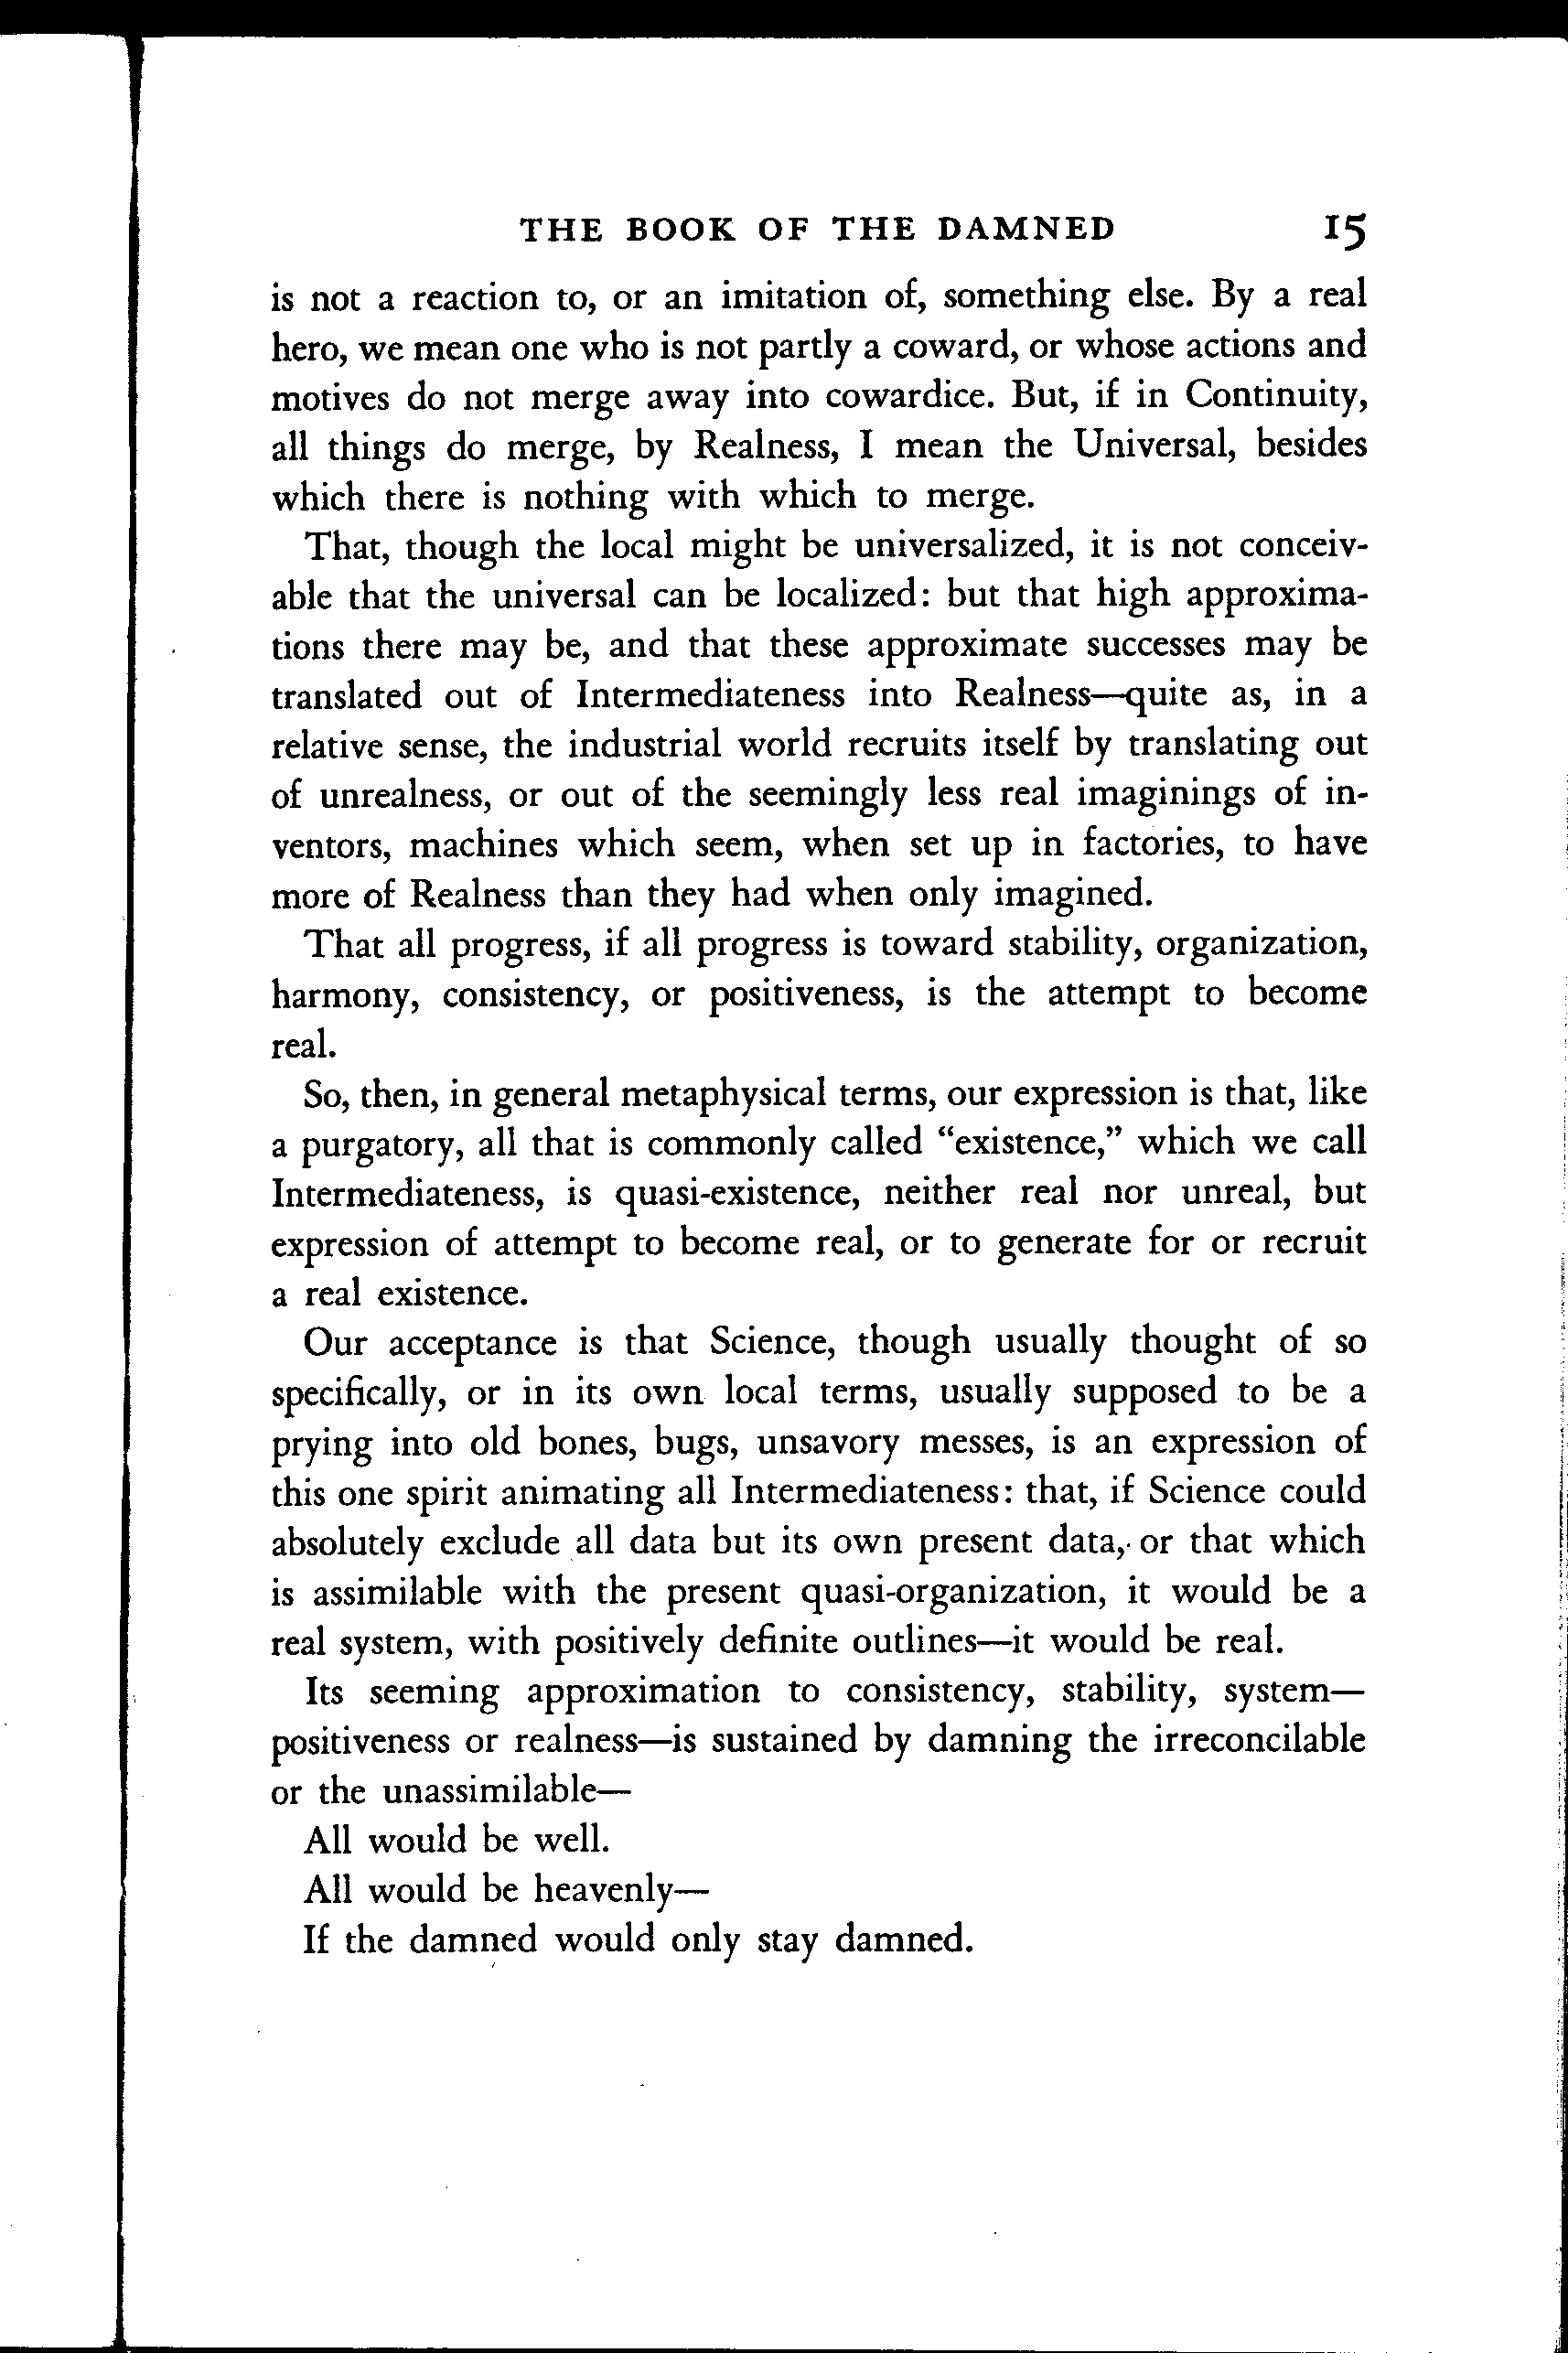 THE BOOK OF THE DAMNED 15
is not a reaction to, or an imitation of, something else. By a real
hero, we mean one who is not partly a coward, or whose actions and
motives do not merge away into cowardice. But, if in Continuity,
all things do merge, by Realness, I mean the Universal, besides
which there is nothing with which to merge.
That, though the local might be universalized, it is not conceiv-
able that the universal can be localized: but that high approxima-
tions there may be, and that these approximate successes may be
translated out of Intermediateness into Realness—quite as, in a
relative sense, the industrial world recruits itself by translating out
of unrealness, or out of the seemingly less real imaginings of in-
ventors, machines which seem, when set up in factories, to have
more of Realness than they had when only imagined.
That all progress, if all progress is toward stability, organization,
harmony, consistency, or positiveness, is the attempt to become
real.
So, then, in general metaphysical terms, our expression is that, like
a purgatory, all that is commonly called “existence,” which we call
Intermediateness, is quasi-existence, neither real nor unreal, but
expression of attempt to become real, or to generate for or recruit
a real existence.
Our acceptance is that Science, though usually thought of so
specifically, or in its own local terms, usually supposed to be a
prying into old bones, bugs, unsavory messes, is an expression of
this one spirit animating all Intermediateness: that, if Science could
absolutely exclude all data but its own present data, or that which
is assimilable with the present quasi-organization, it would be a
real system, with positively definite outlines—it would be real.
Its seeming approximation to consistency, stability, system—
positiveness or realness—is sustained by damning the irreconcilable
or the unassimilable—
All would be well.
All would be heavenly—
If the damned would only stay damned.